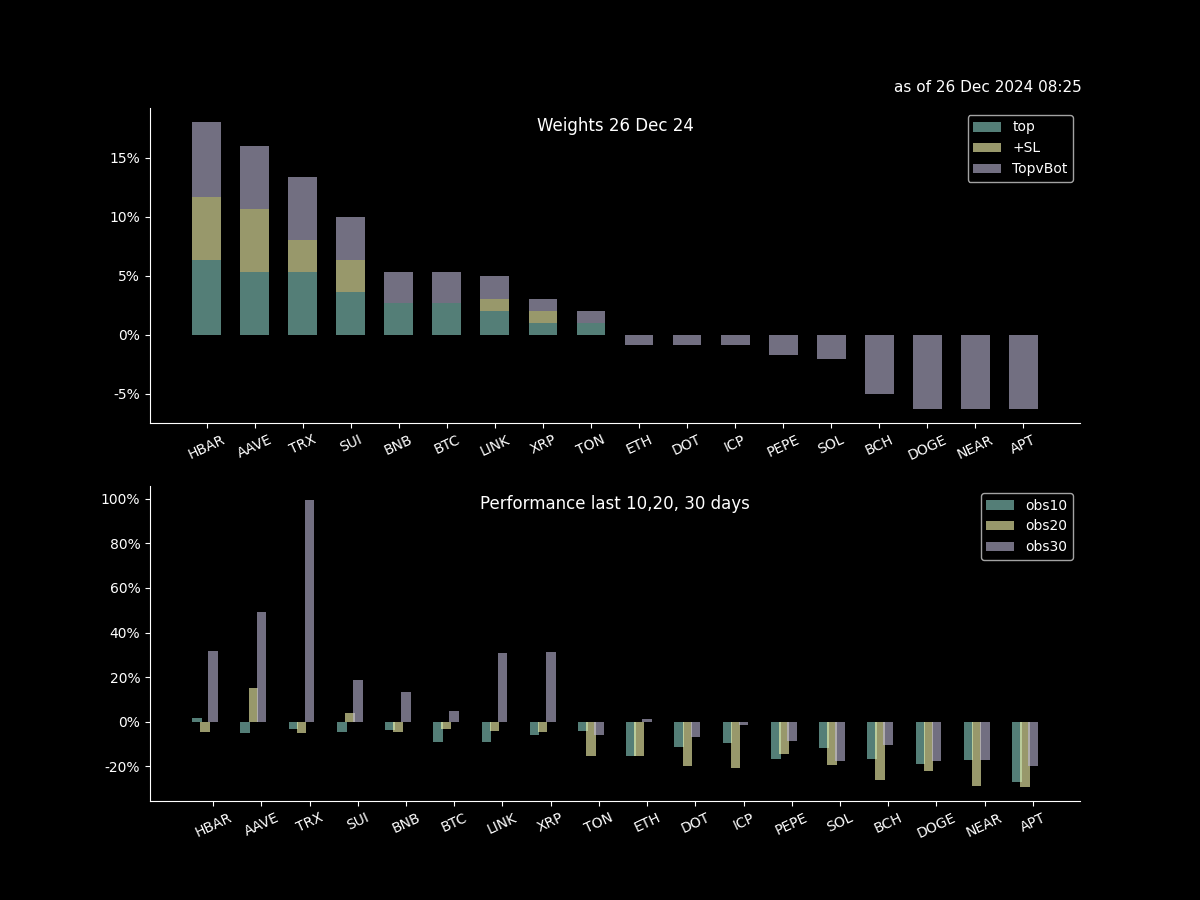 as of 26 Dec 2024 08:25
Weights 26 Dec 24
top
+SL
TopvBot
15%
10%
5%
0%
-5%
HBAR AAVE TRX SUI BNB BTC LINK XRP TON ETH DOT ICP PEPE SOL BCH DOGE NEAR APT
Performance last 10,20, 30 days
obs10
obs20
obs30
100%
80%
60%
40%
20%
0%
-20%
HBAR AAVE TRX SUI BNB BTC LINK XRP TON ETH DOT ICP PEPE SOL BCH DOGE NEAR APT